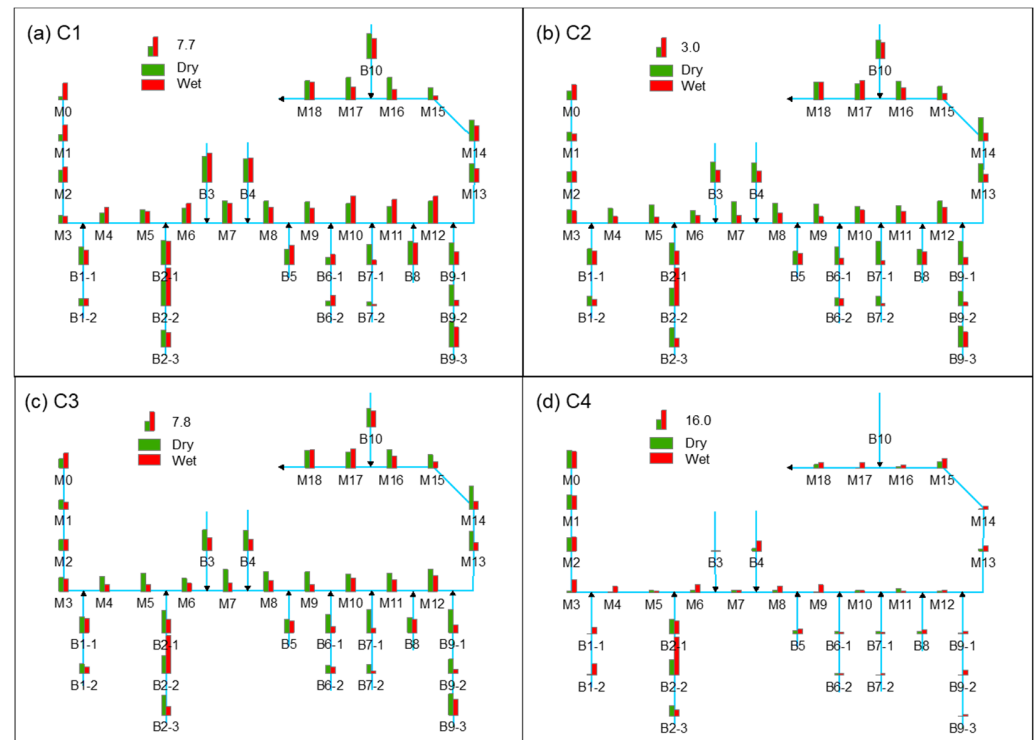 (a) C1
7.7
Dry
Wet
B10
M18 M17 M16 M15
M0
M1
M14
M2
B3 B4
M13
M3 M4 M5 M6 M7 M8 M9 M10 M11 M12
B1-1 B2-1 B5 B6-1 B7-1 B8 B9-1
B1-2 B2-2 B6-2 B7-2 B9-2
B2-3 B9-3
(b) C2
3.0
Dry
Wet
B10
M18 M17 M16 M15
M0
M1
M14
M2
B3 B4
M13
M3 M4 M5 M6 M7 M8 M9 M10 M11 M12
B1-1 B2-1 B5 B6-1 B7-1 B8 B9-1
B1-2 B2-2 B6-2 B7-2 B9-2
B2-3 B9-3
(c) C3
7.8
Dry
Wet
B10
M18 M17 M16 M15
M0
M1
M14
M2
B3 B4
M13
M3 M4 M5 M6 M7 M8 M9 M10 M11 M12
B1-1 B2-1 B5 B6-1 B7-1 B8 B9-1
B1-2 B2-2 B6-2 B7-2 B9-2
B2-3 B9-3
(d) C4
16.0
Dry
Wet
B10
M18 M17 M16 M15
M0
M1
M14
M2
B3 B4
M13
M3 M4 M5 M6 M7 M8 M9 M10 M11 M12
B1-1 B2-1 B5 B6-1 B7-1 B8 B9-1
B1-2 B2-2 B6-2 B7-2 B9-2
B2-3 B9-3